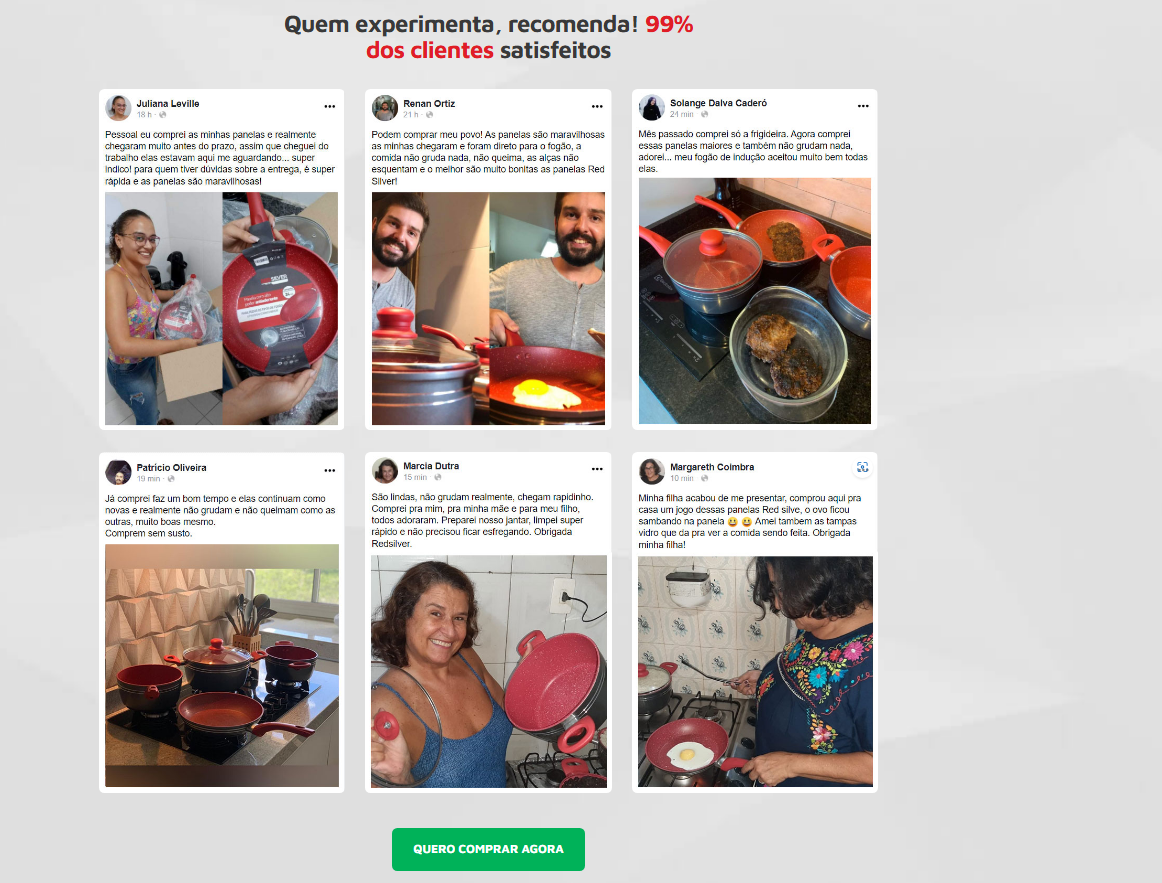 Quem experimenta, recomenda! 99%
dos clientes satisfeitos
Juliana Leville
18 h ·
Pessoal eu comprei as minhas panelas e realmente
chegaram muito antes do prazo, assim que cheguei do
trabalho elas estavam aqui me aguardando... super
indico! para quem tiver dúvidas sobre a entrega, é super
rápida e as panelas são maravilhosas!
Renan Ortiz
21 h ·
Podem comprar meu povo! As panelas são maravilhosas
as minhas chegaram e foram direto para o fogão, a
comida não gruda nada, não queima, as alças não
esquentam e o melhor são muito bonitas as panelas Red
Silver!
Solange Dalva Caderó
24 min ·
Mês passado comprei só a frigideira. Agora comprei
essas panelas maiores e também não grudam nada,
adorei... meu fogão de indução aceitou muito bem todas
elas.
Patricio Oliveira
19 min ·
Já comprei faz um bom tempo e elas continuam como
novas e realmente não grudam e não queimam como as
outras, muito boas mesmo.
Comprem sem susto.
Marcia Dutra
15 min ·
São lindas, não grudam realmente, chegam rapidinho.
Comprei pra mim, pra minha mãe e para meu filho,
todos adoraram. Preparei nosso jantar, limpei super
rápido e não precisou ficar esfregando. Obrigada
Redsilver.
Margareth Coimbra
10 min ·
Minha filha acabou de me presentar, comprou aqui pra
casa um jogo dessas panelas Red silve, o ovo ficou
sambando na panela 😃 😃 Amei tambem as tampas
vidro que da pra ver a comida sendo feita. Obrigada
minha filha!
QUERO COMPRAR AGORA